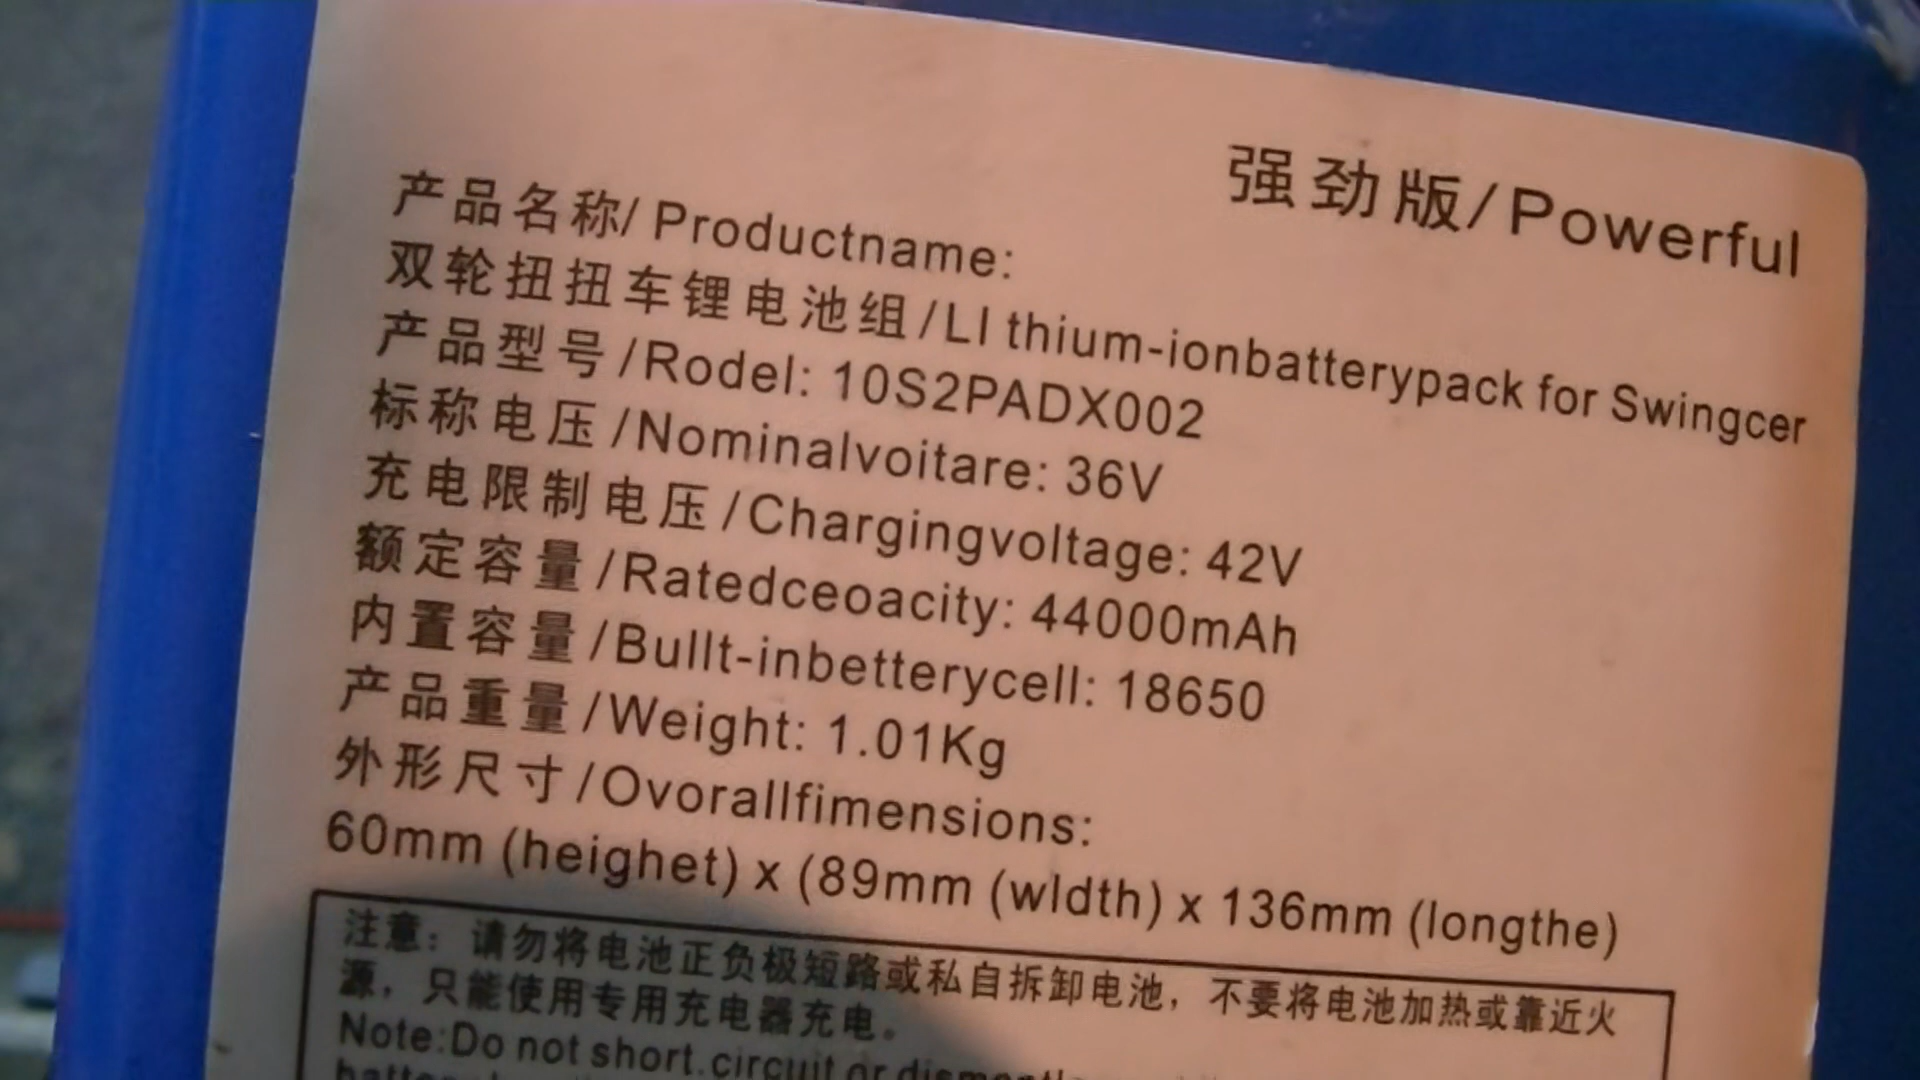 强劲版/Powerful
产品名称/ Productname:
双轮扭扭车锂电池组/LI thium-ionbatterypack for Swingcer
产品型号/Rodel: 10S2PADX002
标称电压/Nominalvoitare: 36V
充电限制电压/Chargingvoltage: 42V
额定容量/Ratedceoacity: 44000mAh
内置容量/Bullt-inbetterycell: 18650
产品重量/Weight: 1.01Kg
外形尺寸/Ovorallfimensions:
60mm (heighet) x (89mm (wldth) x 136mm (longthe)
注意：请勿将电池正负极短路或私自拆卸电池，不要将电池加热或靠近火
源，只能使用专用充电器充电。
Note:Do not short.circuit or